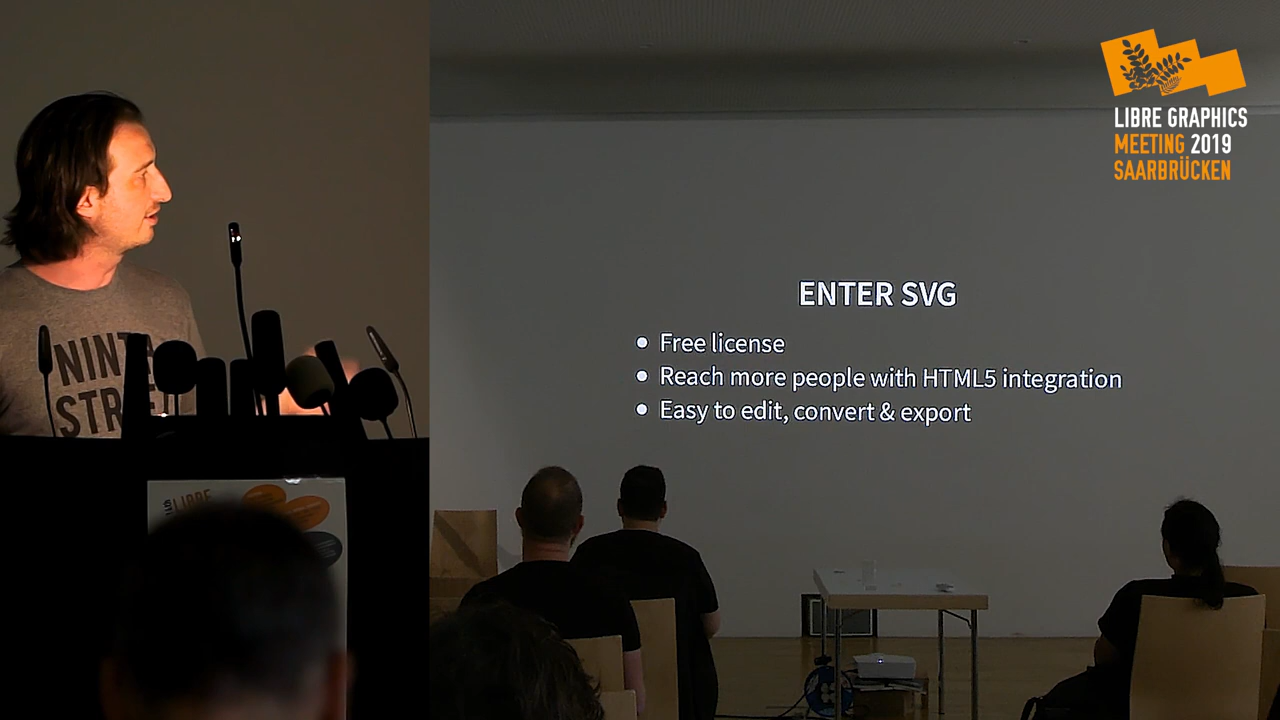 LIBRE GRAPHICS
MEETING 2019
SAARBRÜCKEN
ENTER SVG
Free license
Reach more people with HTML5 integration
Easy to edit, convert & export
LIBRE